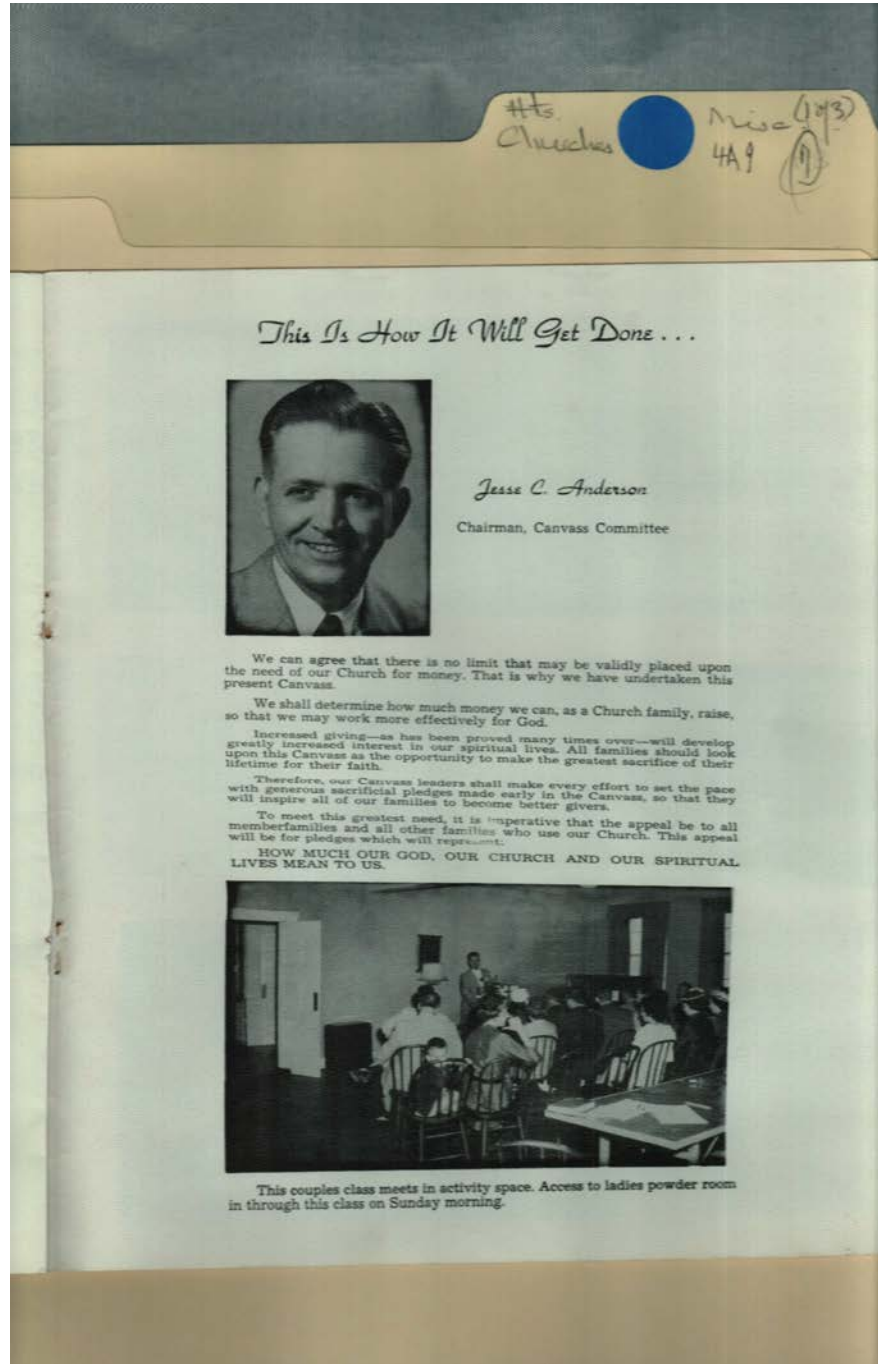 Hts. Misc (1 of 3)
Churches 4A9
This Is How It Will Get Done . . .
Jesse C. Anderson
Chairman, Canvass Committee
We can agree that there is no limit that may be validly placed upon
the need of our Church for money. That is why we have undertaken this
present Canvass.
We shall determine how much money we can, as a Church family, raise,
so that we may work more effectively for God.
Increased giving—as has been proved many times over—will develop
greatly increased interest in our spiritual lives. All families should look
upon this Canvass as the opportunity to make the greatest sacrifice of their
lifetime for their faith.
Therefore, our Canvass leaders shall make every effort to set the pace
with generous sacrificial pledges made early in the Canvass, so that they
will inspire all of our families to become better givers.
To meet this greatest need, it is imperative that the appeal be to all
memberfamilies and all other families who use our Church. This appeal
will be for pledges which will represent:
HOW MUCH OUR GOD, OUR CHURCH AND OUR SPIRITUAL
LIVES MEAN TO US.
This couples class meets in activity space. Access to ladies powder room
in through this class on Sunday morning.